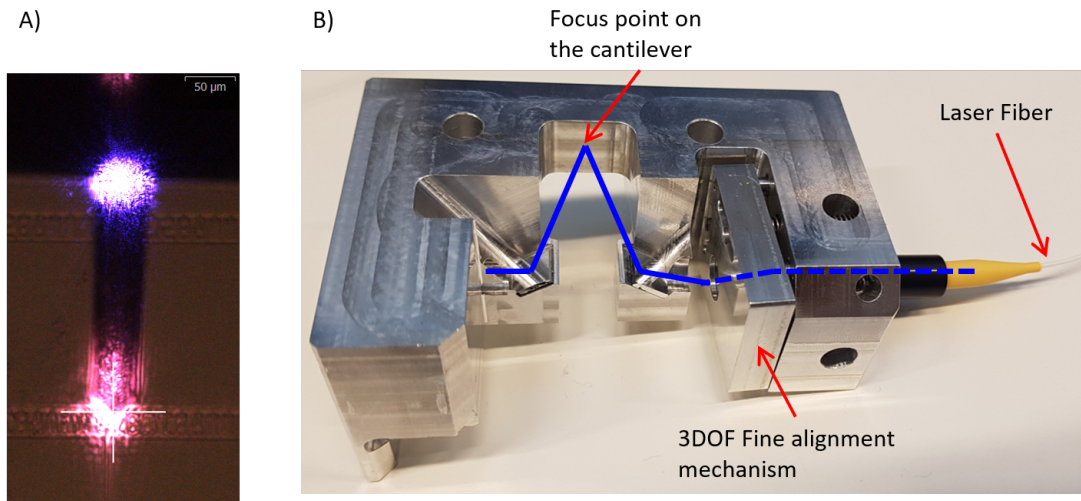 A)
B)
Focus point on
the cantilever
50 µm
Laser Fiber
3DOF Fine alignment
mechanism